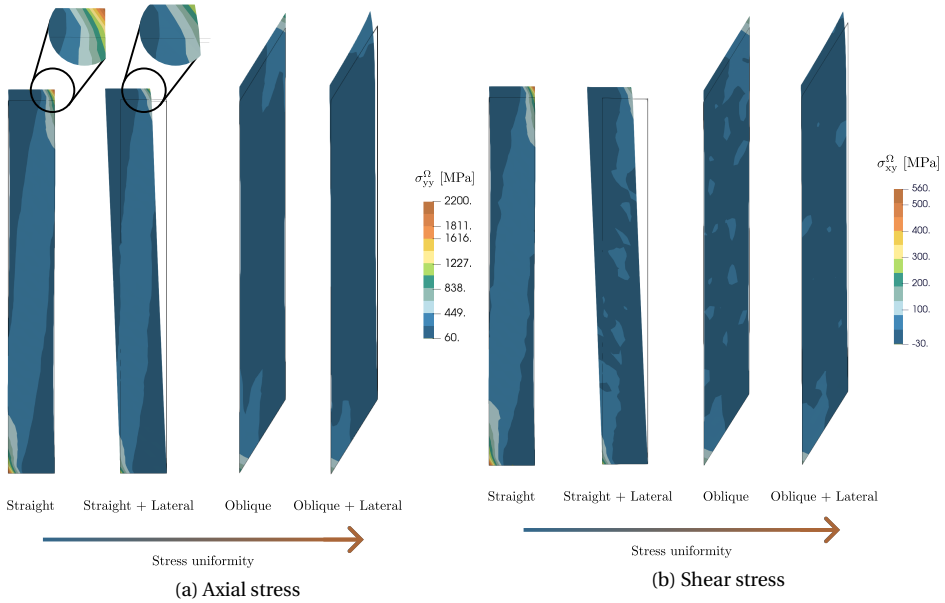 σ^Ω_yy [MPa]
2200.
1811.
1616.
1227.
838.
449.
60.
Straight
Straight + Lateral
Oblique
Oblique + Lateral
Stress uniformity
(a) Axial stress
σ^Ω_xy [MPa]
560.
500.
400.
300.
200.
100.
-30.
Straight
Straight + Lateral
Oblique
Oblique + Lateral
Stress uniformity
(b) Shear stress